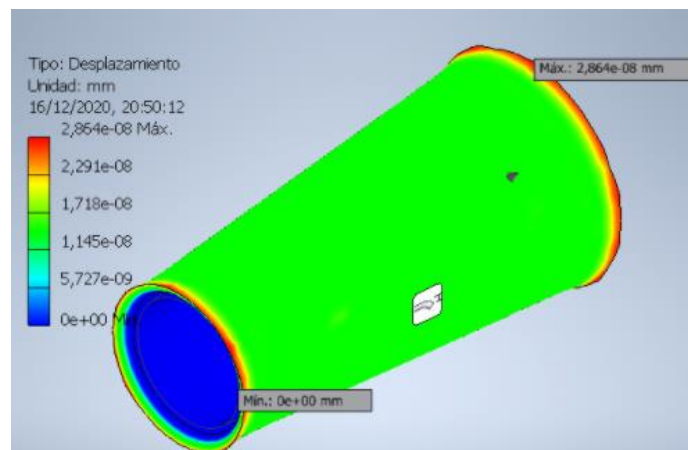 Tipo: Desplazamiento
Unidad: mm
16/12/2020, 20:50:12
2,864e-08 Máx.
2,291e-08
1,718e-08
1,145e-08
5,727e-09
0e+00
Máx.: 2,864e-08 mm
Mín.: 0e+00 mm